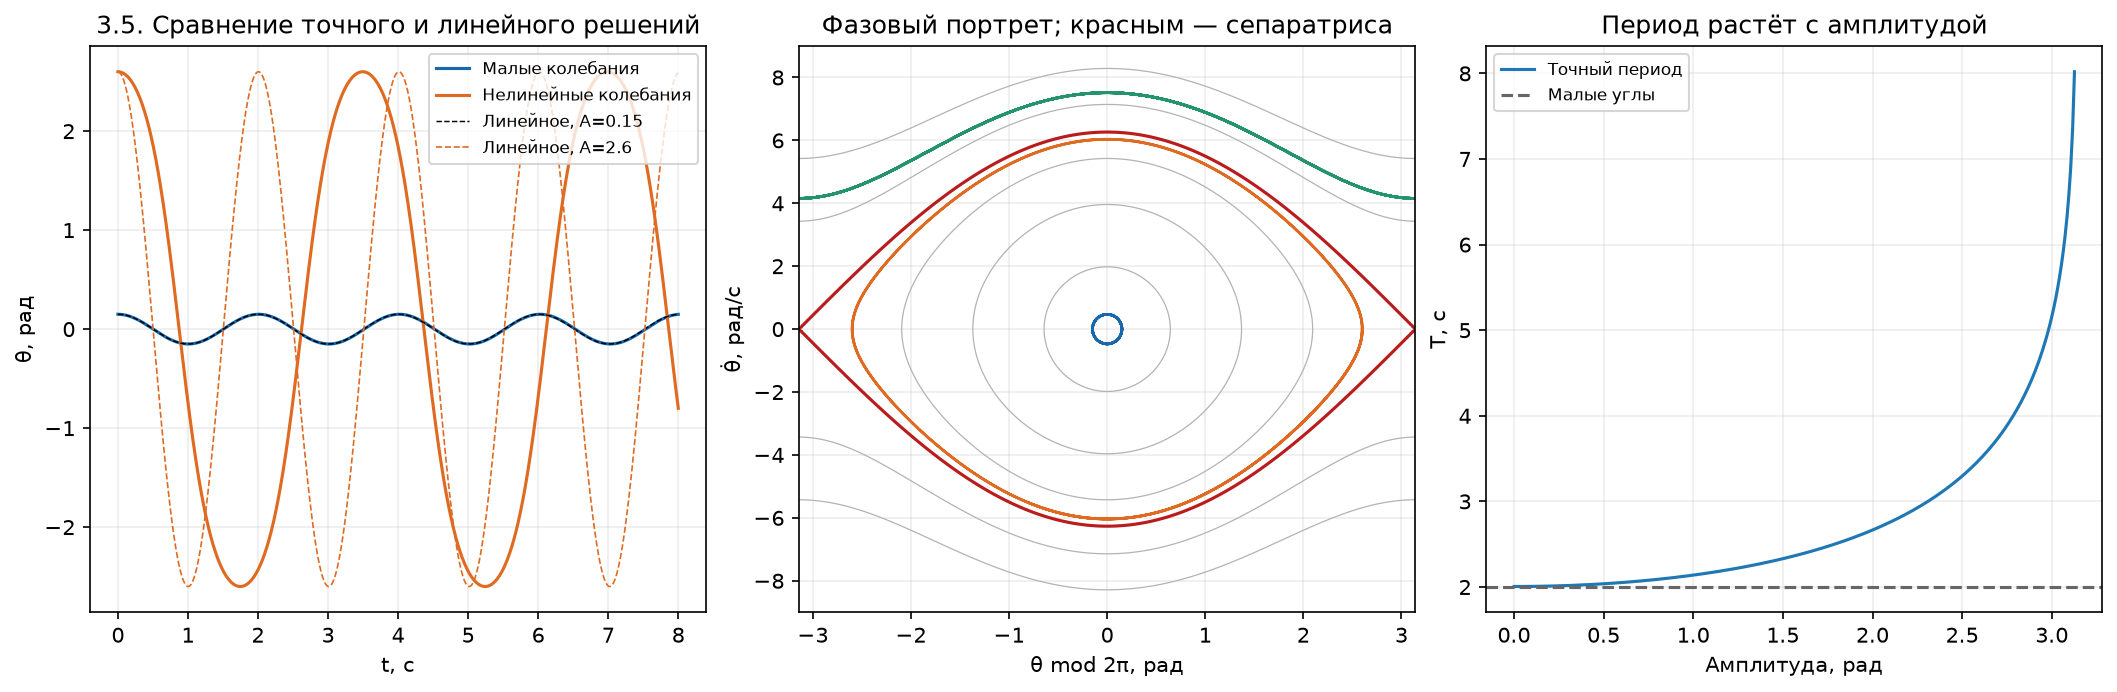 3.5. Сравнение точного и линейного решений
Малые колебания
Нелинейные колебания
Линейное, A=0.15
Линейное, A=2.6
2
1
0
−1
−2
θ, рад
0 1 2 3 4 5 6 7 8
t, с
Фазовый портрет; красным — сепаратриса
8
6
4
2
0
−2
−4
−6
−8
θ̇, рад/с
−3 −2 −1 0 1 2 3
θ mod 2π, рад
Период растёт с амплитудой
Точный период
Малые углы
8
7
6
5
4
3
2
T, с
0.0 0.5 1.0 1.5 2.0 2.5 3.0
Амплитуда, рад